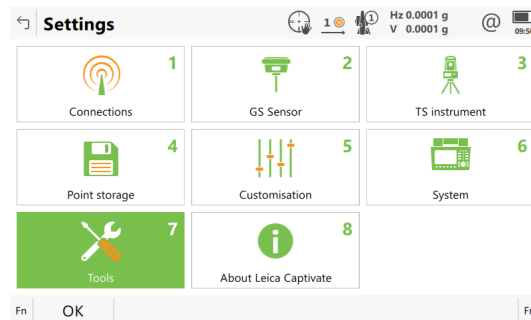 Settings
1
1
Hz 0.0001 g
V 0.0001 g
@
1
Connections
2
GS Sensor
3
TS instrument
4
Point storage
5
Customisation
6
System
7
Tools
8
About Leica Captivate
Fn
OK